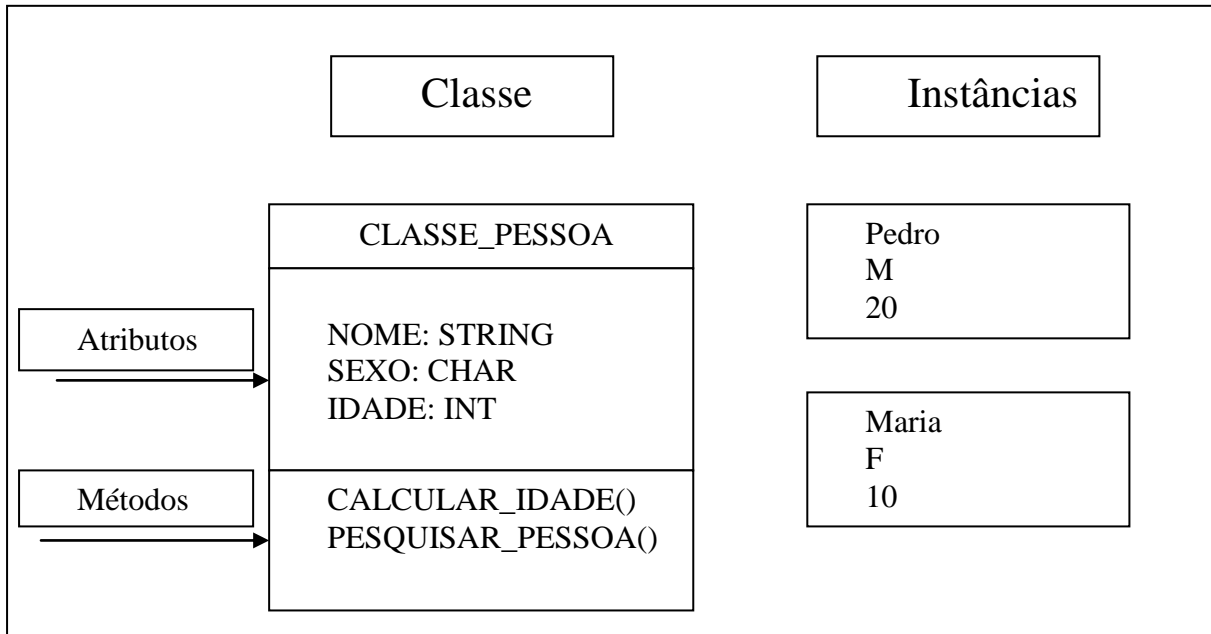 Classe
Instâncias
CLASSE_PESSOA
Atributos
NOME: STRING
SEXO: CHAR
IDADE: INT
Métodos
CALCULAR_IDADE()
PESQUISAR_PESSOA()
Pedro
M
20
Maria
F
10